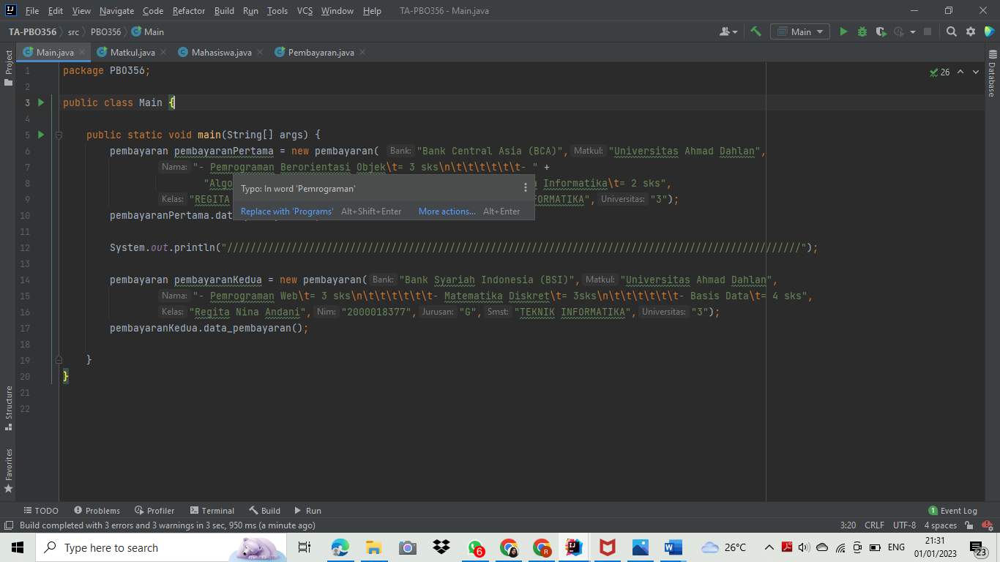 File Edit View Navigate Code Refactor Build Run Tools VCS Window Help TA-PBO356 - Main.java
TA-PBO356 src PBO356 Main Main
Main.java Matkul.java Mahasiswa.java Pembayaran.java
Project
Database
26
1 package PBO356;
2
3 public class Main {
4
5 public static void main(String[] args) {
6 pembayaran pembayaranPertama = new pembayaran( Bank: "Bank Central Asia (BCA)", Matkul: "Universitas Ahmad Dahlan",
7 Nama: "- Pemrograman Berorientasi Objek\t= 3 sks\n\t\t\t\t\t\t- " +
8 "Algo Informatika\t= 2 sks",
Typo: In word 'Pemrograman'
9 Kelas: "REGITA FORMATIKA", Universitas: "3");
Replace with 'Programs' Alt+Shift+Enter More actions... Alt+Enter
10 pembayaranPertama.dat
11
12 System.out.println("//////////////////////////////////////////////////////////////////////////////////////////////////");
13
14 pembayaran pembayaranKedua = new pembayaran( Bank: "Bank Syariah Indonesia (BSI)", Matkul: "Universitas Ahmad Dahlan",
15 Nama: "- Pemrograman Web\t= 3 sks\n\t\t\t\t\t\t- Matematika Diskret\t= 3sks\n\t\t\t\t\t\t- Basis Data\t= 4 sks",
16 Kelas: "Regita Nina Andani", Nim: "2000018377", Jurusan: "G", Smst: "TEKNIK INFORMATIKA", Universitas: "3");
17 pembayaranKedua.data_pembayaran();
18
19 }
20 }
21
22
Structure
Favorites
TODO Problems Profiler Terminal Build Run 1 Event Log
Build completed with 3 errors and 3 warnings in 3 sec, 950 ms (a minute ago) 3:20 CRLF UTF-8 4 spaces
Type here to search 6 R W 26°C ENG 21:31
01/01/2023 23